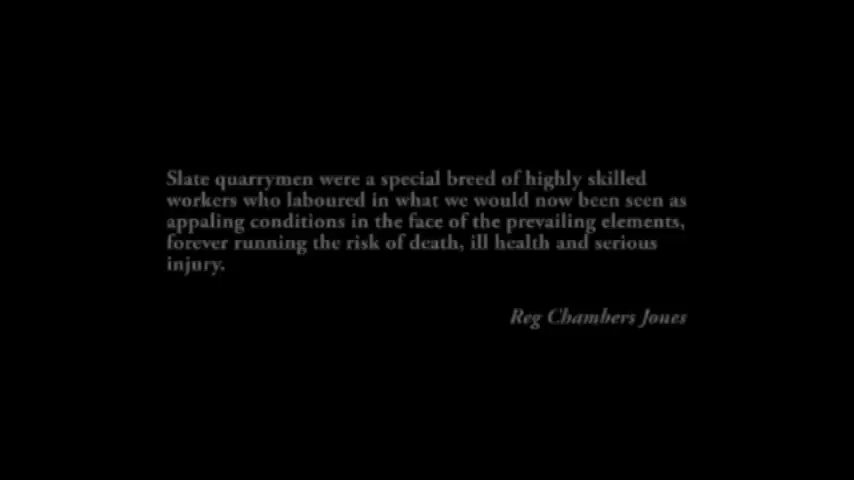 Slate quarrymen were a special breed of highly skilled
workers who laboured in what we would now been seen as
appaling conditions in the face of the prevailing elements,
forever running the risk of death, ill health and serious
injury.
Reg Chambers Jones